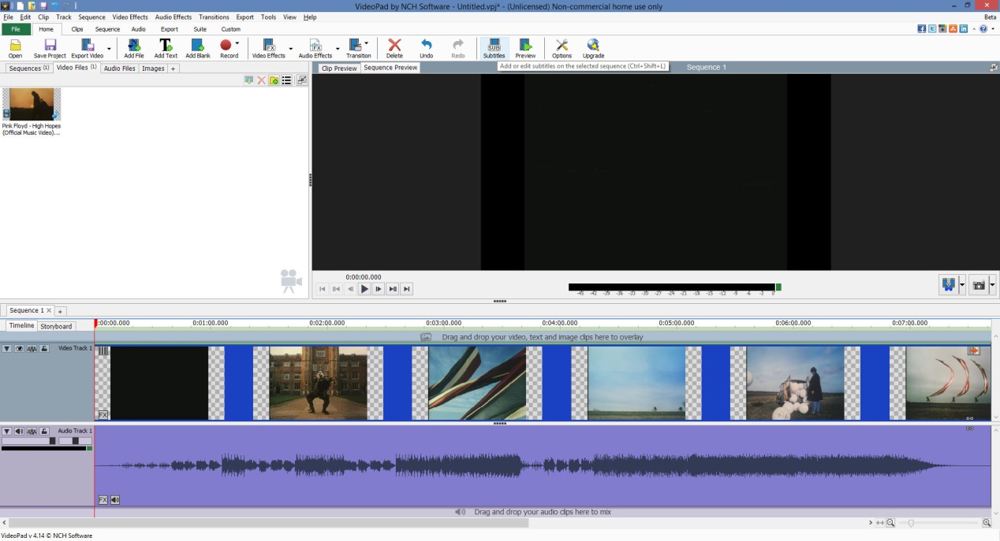 VideoPad by NCH Software - Untitled.vpj* - (Unlicensed) Non-commercial home use only
File Edit Clip Track Sequence Video Effects Audio Effects Transitions Export Tools View Help
Beta
File Home Clips Sequence Audio Export Suite Custom
SUB
FX FX
Open Save Project Export Video Add File Add Text Add Blank Record Video Effects Audio Effects Transition Delete Undo Redo Subtitles Preview Options Upgrade
Add or edit subtitles on the selected sequence (Ctrl+Shift+L)
Sequences (1) Video Files (1) Audio Files Images +
Clip Preview Sequence Preview
Sequence 1
Pink Floyd - High Hopes
(Official Music Video)...
0:00:00.000
-45 -42 -39 -36 -33 -30 -27 -24 -21 -18 -15 -12 -9 -6 -3 0
Sequence 1 × +
Timeline Storyboard
:00:00.000 0:01:00.000 0:02:00.000 0:03:00.000 0:04:00.000 0:05:00.000 0:06:00.000 0:07:00.000
Drag and drop your video, text and image clips here to overlay
Video Track 1
FX
Audio Track 1
FX
Drag and drop your audio clips here to mix
VideoPad v 4.14 © NCH Software